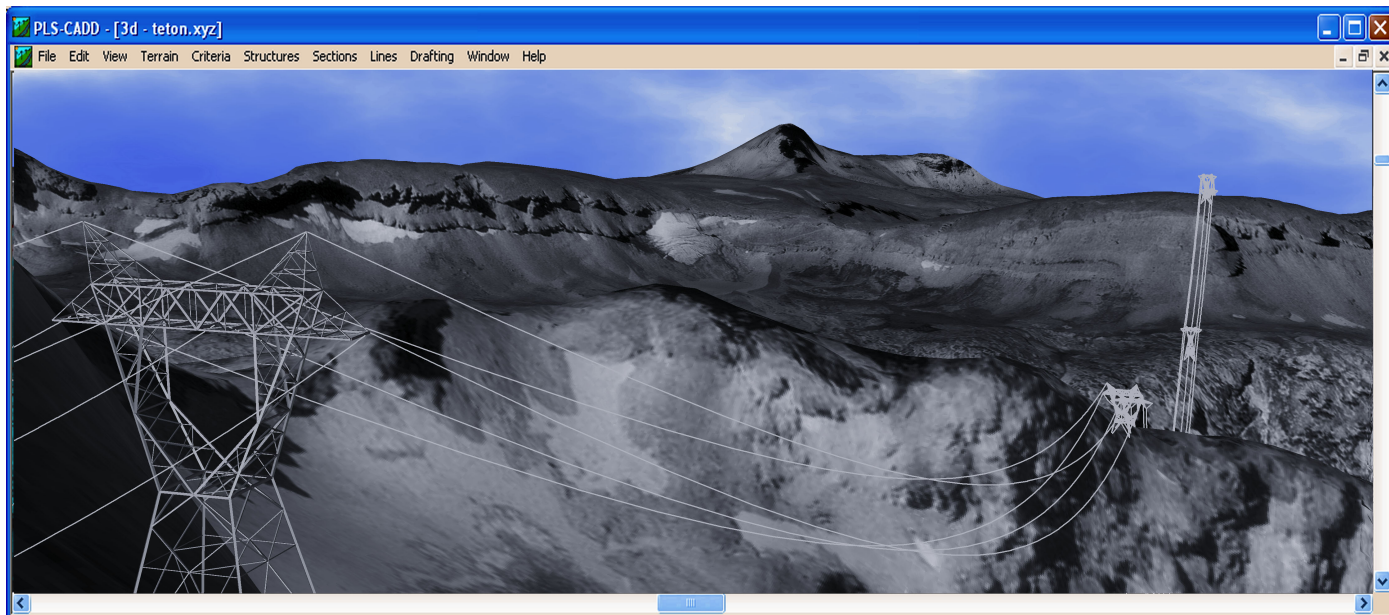 PLS-CADD - [3d - teton.xyz]
File Edit View Terrain Criteria Structures Sections Lines Drafting Window Help